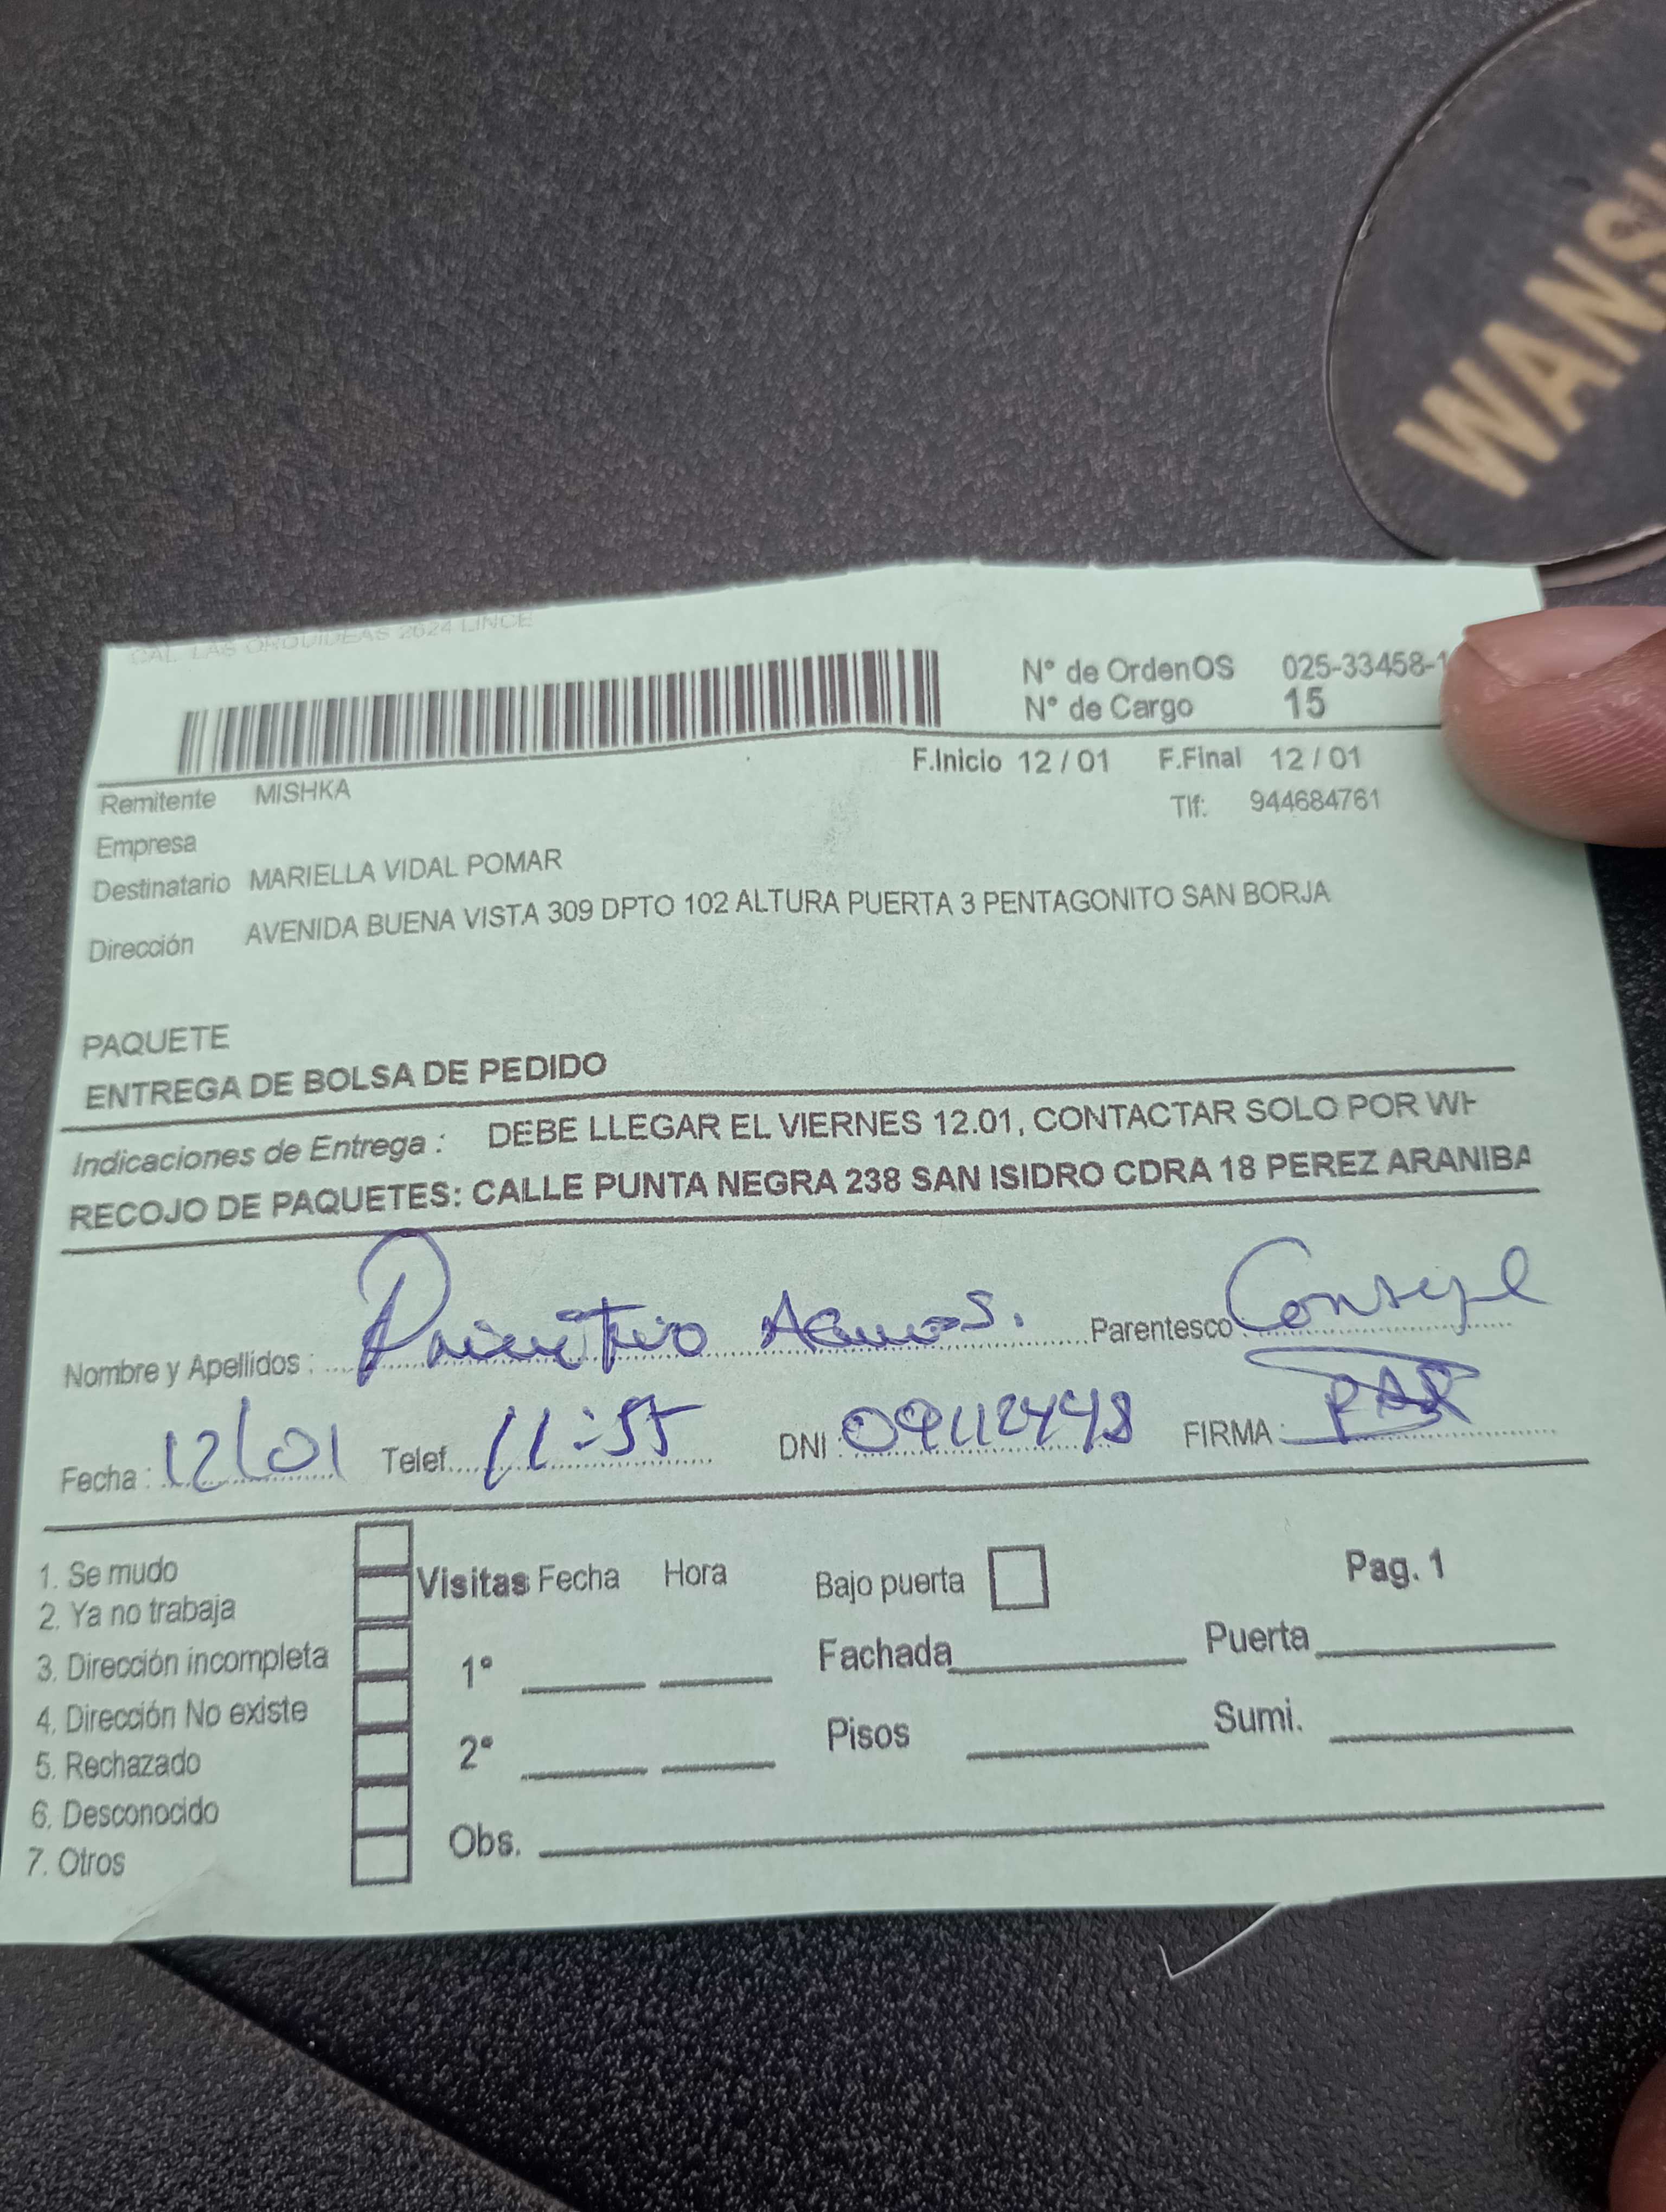 WANS
CAL. LAS ORQUIDEAS 2624 LINCE
N° de OrdenOS 025-33458-1
N° de Cargo 15
F.Inicio 12 / 01 F.Final 12 / 01
Remitente MISHKA
Tlf: 944684761
Empresa
Destinatario MARIELLA VIDAL POMAR
Dirección AVENIDA BUENA VISTA 309 DPTO 102 ALTURA PUERTA 3 PENTAGONITO SAN BORJA
PAQUETE
ENTREGA DE BOLSA DE PEDIDO
Indicaciones de Entrega : DEBE LLEGAR EL VIERNES 12.01, CONTACTAR SOLO POR WH
RECOJO DE PAQUETES: CALLE PUNTA NEGRA 238 SAN ISIDRO CDRA 18 PEREZ ARANIBA
Nombre y Apellidos : Primitivo Parentesco
Fecha : 12/01 Telef. 11:55 DNI : 09112448 FIRMA :
1. Se mudo
2. Ya no trabaja
3. Dirección incompleta
4. Dirección No existe
5. Rechazado
6. Desconocido
7. Otros
Visitas Fecha Hora
1°
2°
Obs.
Bajo puerta
Pag. 1
Fachada Puerta
Pisos Sumi.